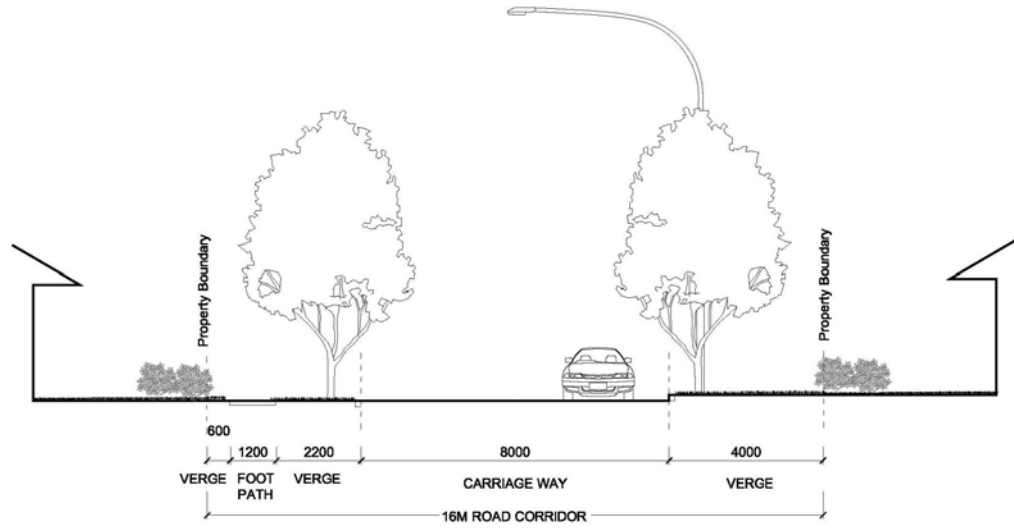 Property Boundary
Property Boundary
600
1200
2200
8000
4000
VERGE
FOOT
PATH
VERGE
CARRIAGE WAY
VERGE
16M ROAD CORRIDOR